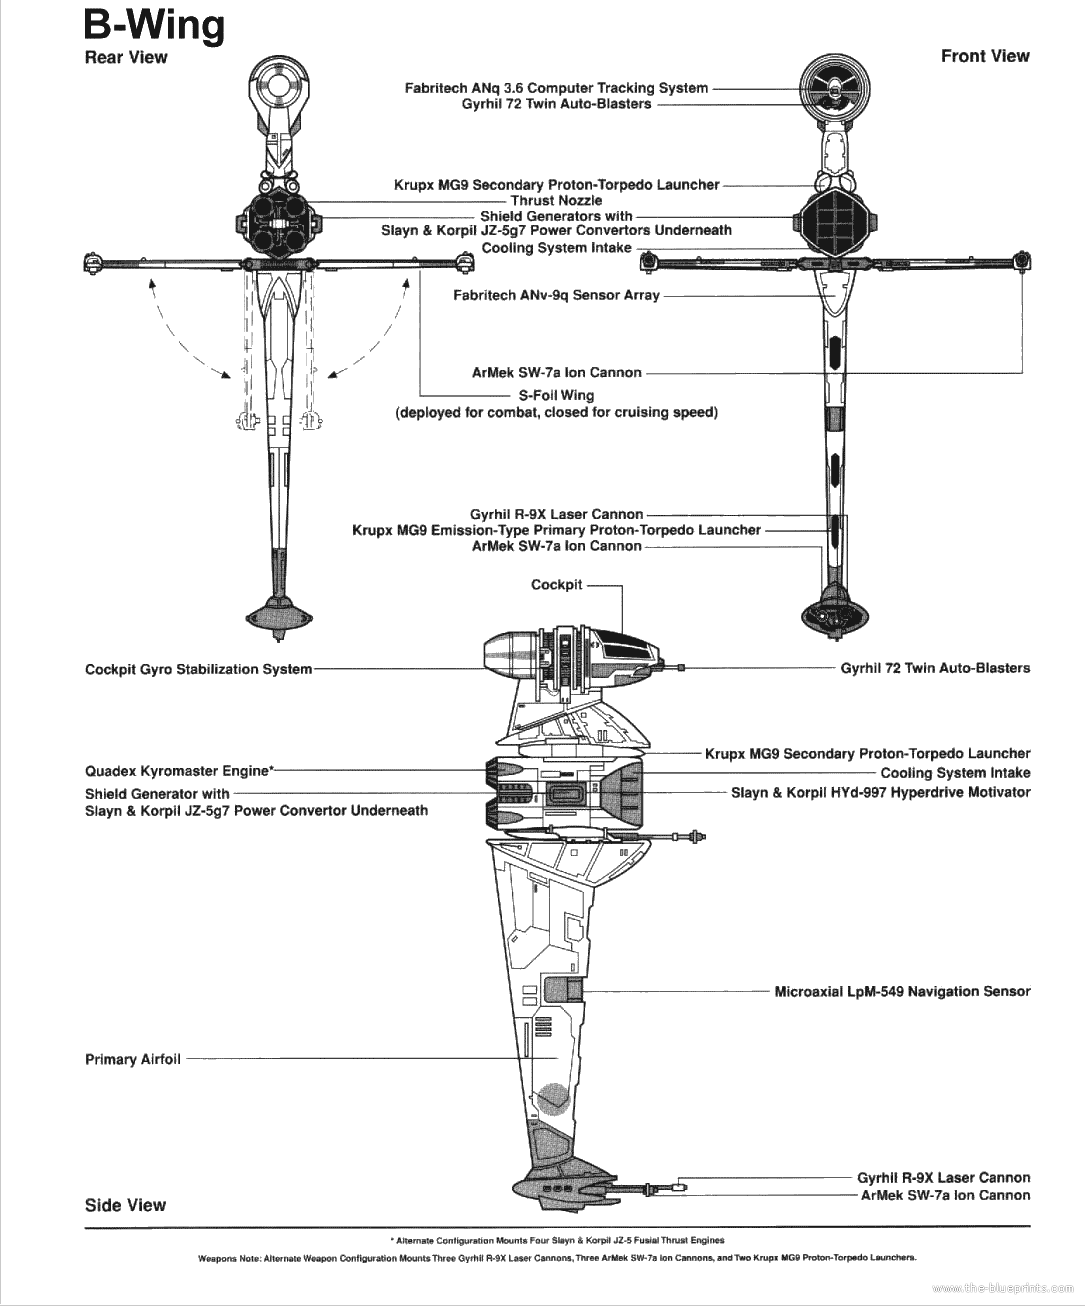 B-Wing
Rear View
Front View
Fabritech ANq 3.6 Computer Tracking System
Gyrhil 72 Twin Auto-Blasters
Krupx MG9 Secondary Proton-Torpedo Launcher
Thrust Nozzle
Shield Generators with
Slayn & Korpil JZ-5g7 Power Convertors Underneath
Cooling System Intake
Fabritech ANv-9q Sensor Array
ArMek SW-7a Ion Cannon
S-Foil Wing
(deployed for combat, closed for cruising speed)
Gyrhil R-9X Laser Cannon
Krupx MG9 Emission-Type Primary Proton-Torpedo Launcher
ArMek SW-7a Ion Cannon
Cockpit
Cockpit Gyro Stabilization System
Gyrhil 72 Twin Auto-Blasters
Krupx MG9 Secondary Proton-Torpedo Launcher
Quadex Kyromaster Engine*
Cooling System Intake
Shield Generator with
Slayn & Korpil JZ-5g7 Power Convertor Underneath
Slayn & Korpil HYd-997 Hyperdrive Motivator
Microaxial LpM-549 Navigation Sensor
Primary Airfoil
Gyrhil R-9X Laser Cannon
ArMek SW-7a Ion Cannon
Side View
* Alternate Configuration Mounts Four Slayn & Korpil JZ-5 Fusial Thrust Engines
Weapons Note: Alternate Weapon Configuration Mounts Three Gyrhil R-9X Laser Cannons, Three ArMek SW-7a Ion Cannons, and Two Krupx MG9 Proton-Torpedo Launchers.
www.the-blueprints.com